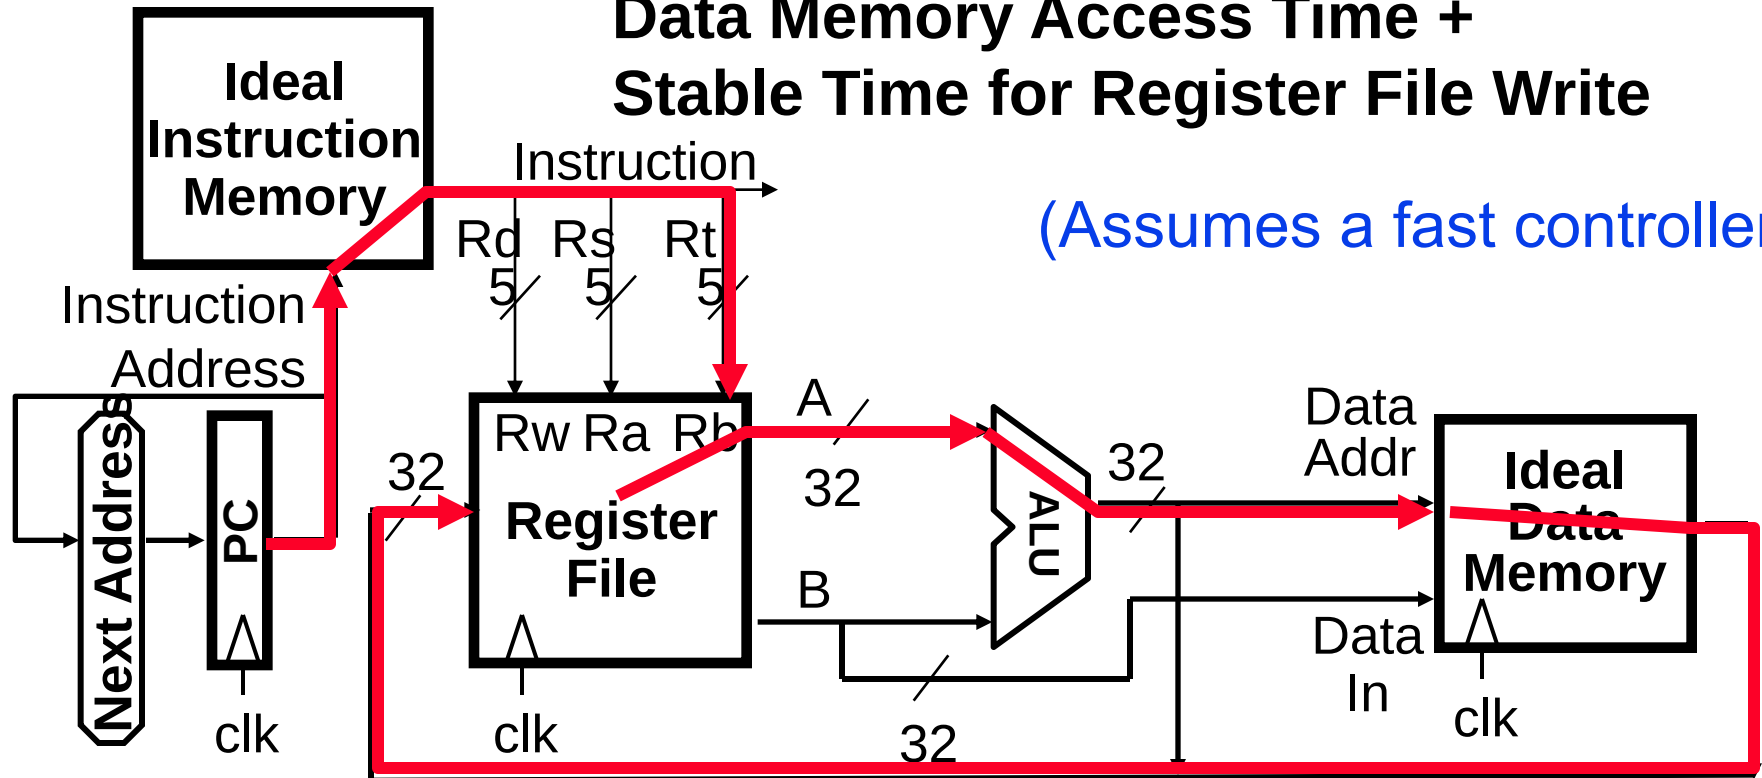 Data Memory Access Time +
Stable Time for Register File Write
Ideal
Instruction
Memory
Instruction
(Assumes a fast controller
Rd Rs Rt
5 5 5
Instruction
Address
Rw Ra Rb
A
32
32
Register
File
B
32
clk
Next Address
PC
clk
ALU
32
Data
Addr
Ideal
Data
Memory
Data
In
clk